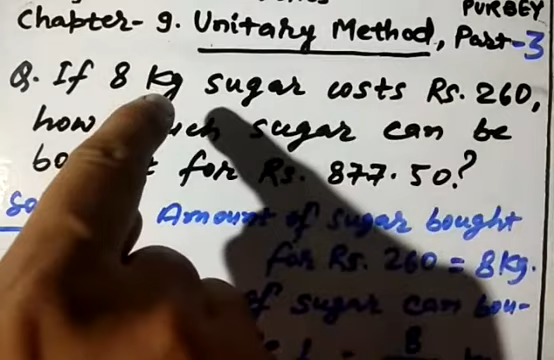 PURBEY
Chapter- 9. Unitary Method, Part-3
Q. If 8 Kg sugar costs Rs. 260,
how much sugar can be
for Rs. 877.50?
Amount of sugar bought
for Rs. 260 = 8Kg.
of sugar can bou-
8